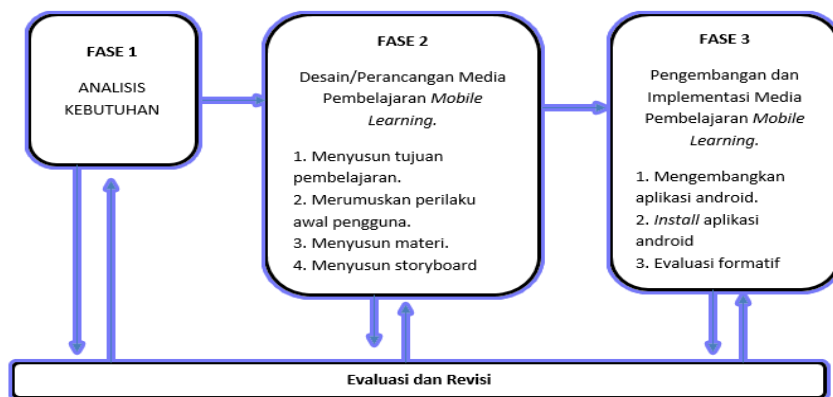 FASE 1
ANALISIS
KEBUTUHAN
FASE 2
Desain/Perancangan Media
Pembelajaran Mobile
Learning.
1. Menyusun tujuan
pembelajaran.
2. Merumuskan perilaku
awal pengguna.
3. Menyusun materi.
4. Menyusun storyboard
FASE 3
Pengembangan dan
Implementasi Media
Pembelajaran Mobile
Learning.
1. Mengembangkan
aplikasi android.
2. Install aplikasi
android
3. Evaluasi formatif
Evaluasi dan Revisi